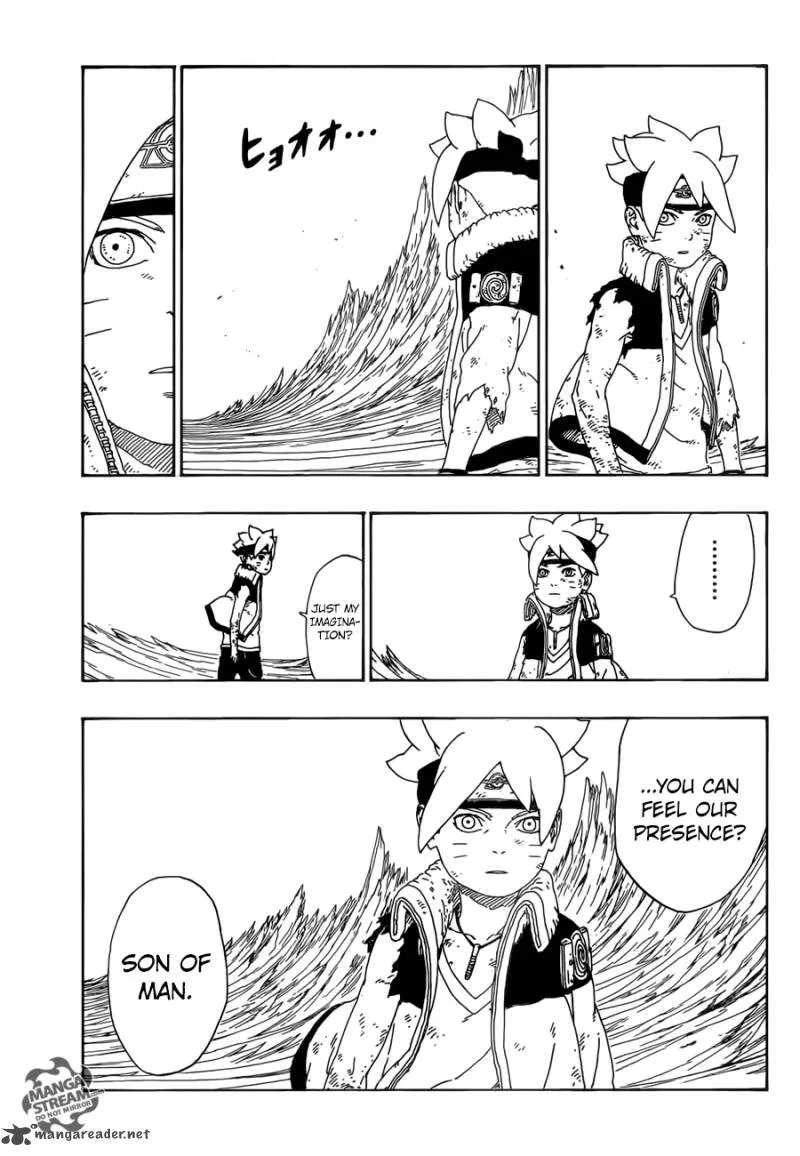 ヒョオオ...
........
JUST MY
IMAGINA-
TION?
...YOU CAN
FEEL OUR
PRESENCE?
SON OF
MAN.
MANGA
STREAM.com
DO NOT MIRROR
mangareader.net